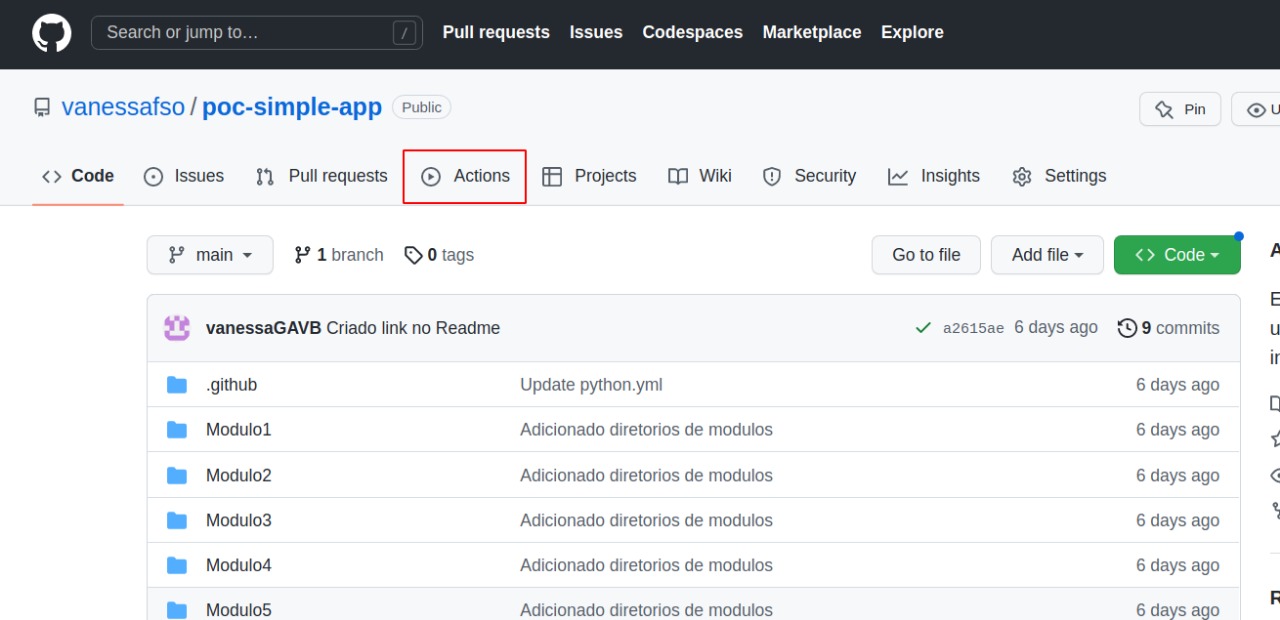 Search or jump to… / Pull requests Issues Codespaces Marketplace Explore
vanessafso / poc-simple-app Public Pin
Code Issues Pull requests Actions Projects Wiki Security Insights Settings
main 1 branch 0 tags Go to file Add file Code
vanessaGAVB Criado link no Readme a2615ae 6 days ago 9 commits
.github Update python.yml 6 days ago
Modulo1 Adicionado diretorios de modulos 6 days ago
Modulo2 Adicionado diretorios de modulos 6 days ago
Modulo3 Adicionado diretorios de modulos 6 days ago
Modulo4 Adicionado diretorios de modulos 6 days ago
Modulo5 Adicionado diretorios de modulos 6 days ago